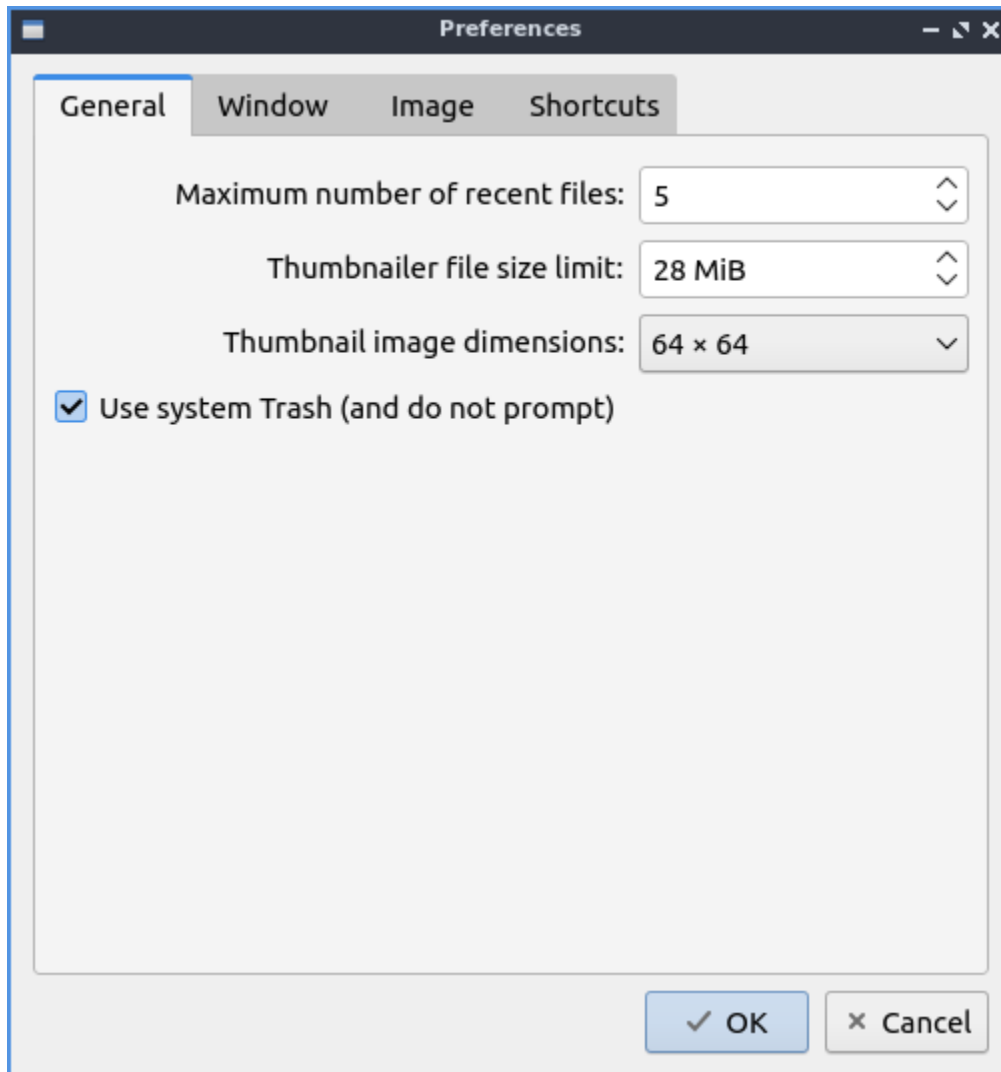 Preferences
General Window Image Shortcuts
Maximum number of recent files: 5
Thumbnailer file size limit: 28 MiB
Thumbnail image dimensions: 64 × 64
Use system Trash (and do not prompt)
OK Cancel